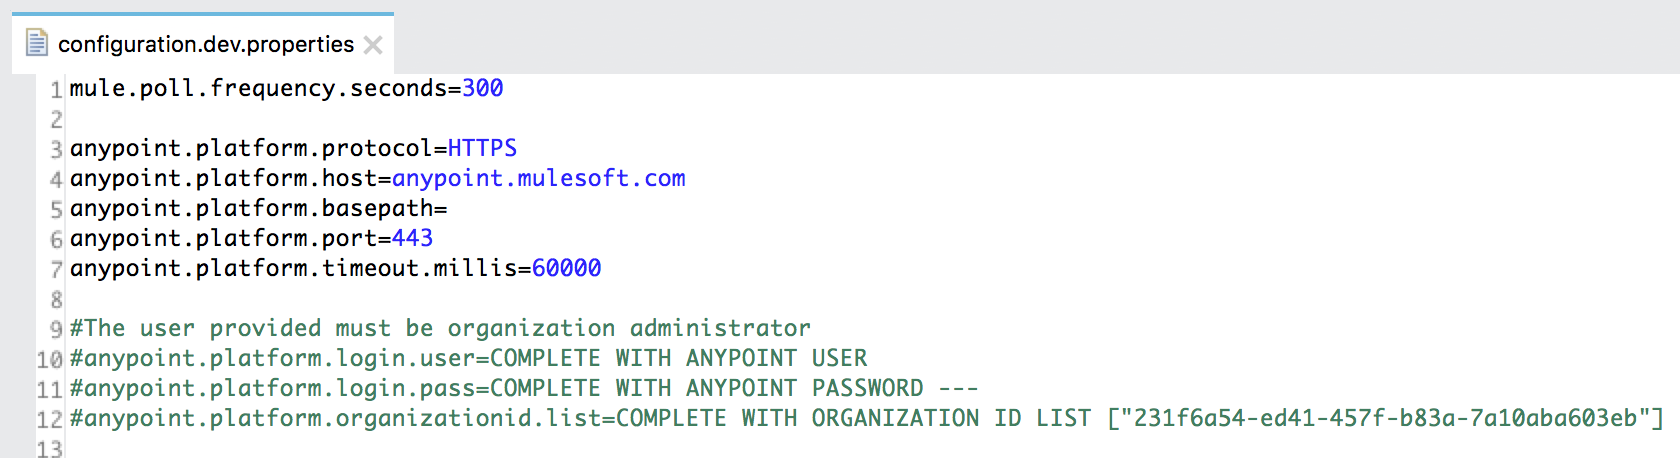 configuration.dev.properties
1 mule.poll.frequency.seconds=300
2
3 anypoint.platform.protocol=HTTPS
4 anypoint.platform.host=anypoint.mulesoft.com
5 anypoint.platform.basepath=
6 anypoint.platform.port=443
7 anypoint.platform.timeout.millis=60000
8
9 #The user provided must be organization administrator
10 #anypoint.platform.login.user=COMPLETE WITH ANYPOINT USER
11 #anypoint.platform.login.pass=COMPLETE WITH ANYPOINT PASSWORD ---
12 #anypoint.platform.organizationid.list=COMPLETE WITH ORGANIZATION ID LIST ["231f6a54-ed41-457f-b83a-7a10aba603eb"]
13